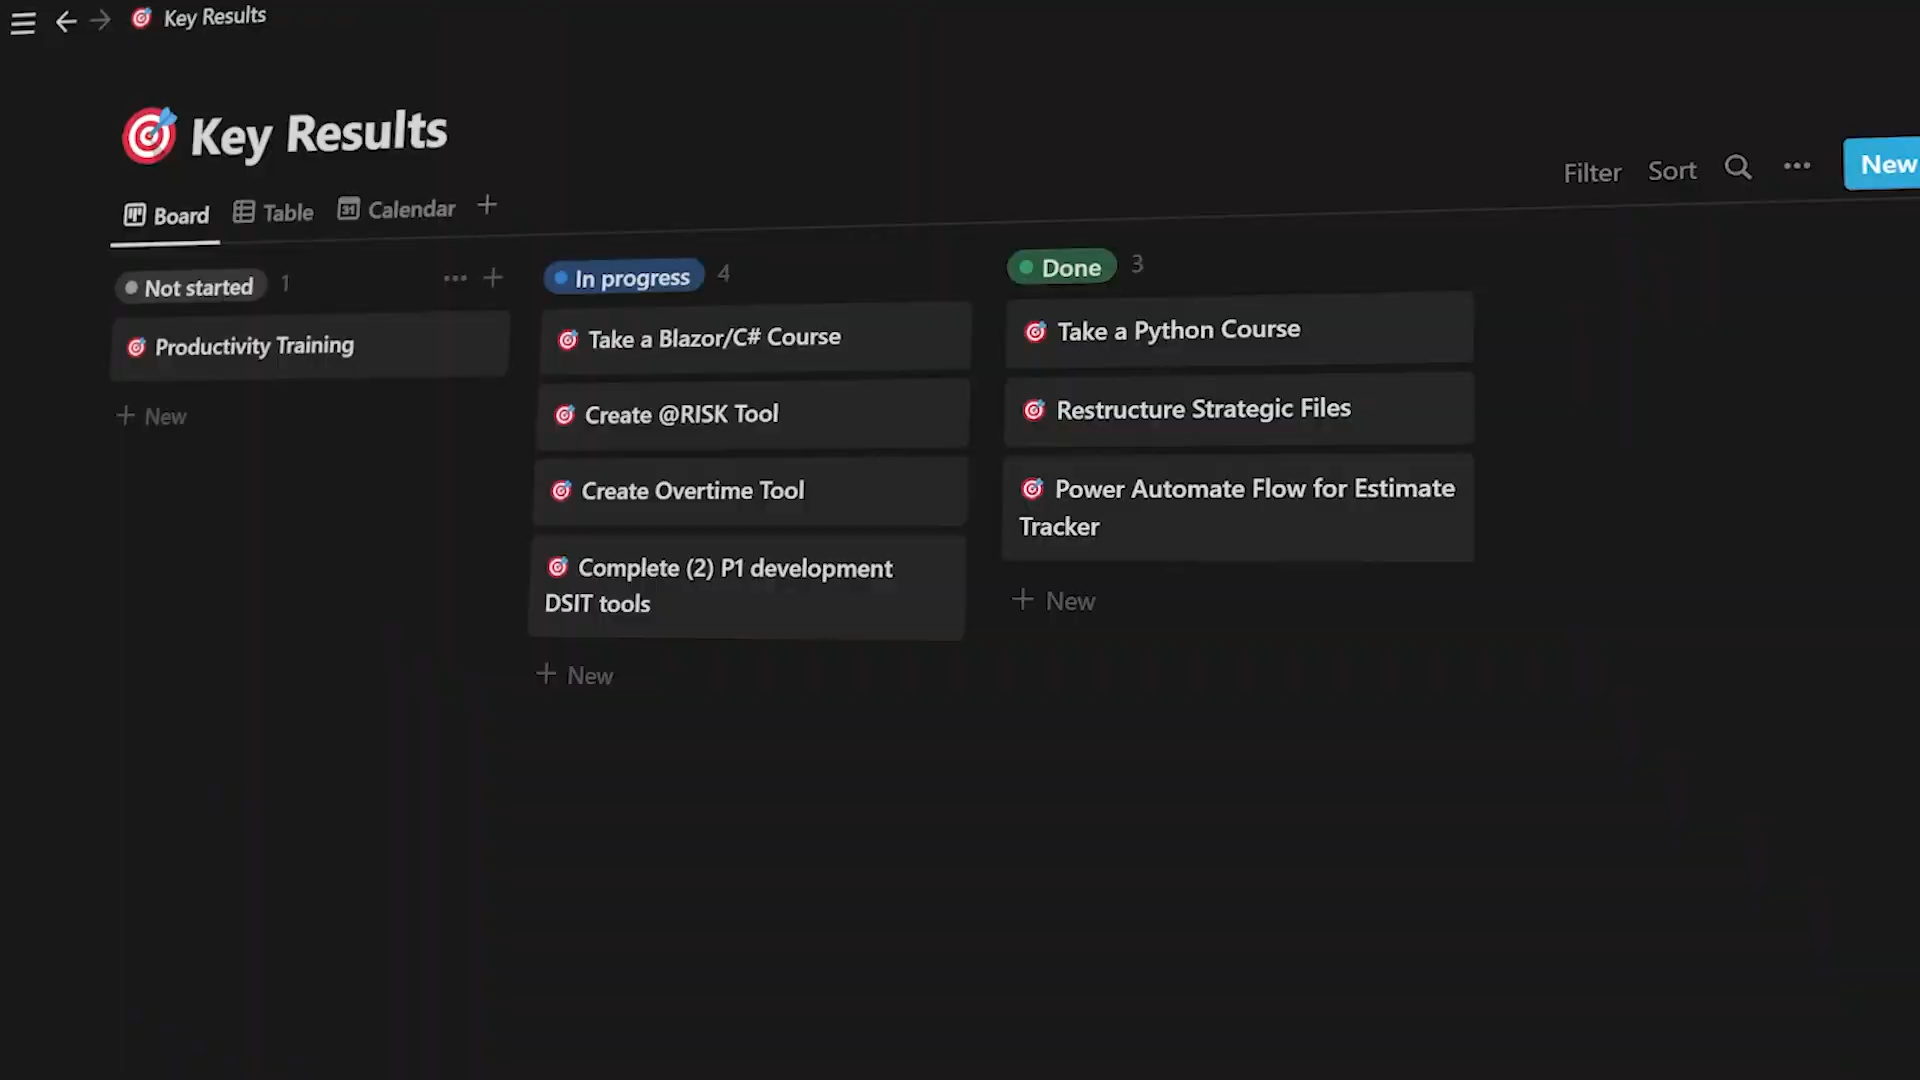 Key Results
Key Results
Board
Table
31 Calendar
Filter
Sort
New
Not started 1
Productivity Training
New
In progress 4
Take a Blazor/C# Course
Create @RISK Tool
Create Overtime Tool
Complete (2) P1 development
DSIT tools
New
Done 3
Take a Python Course
Restructure Strategic Files
Power Automate Flow for Estimate
Tracker
New